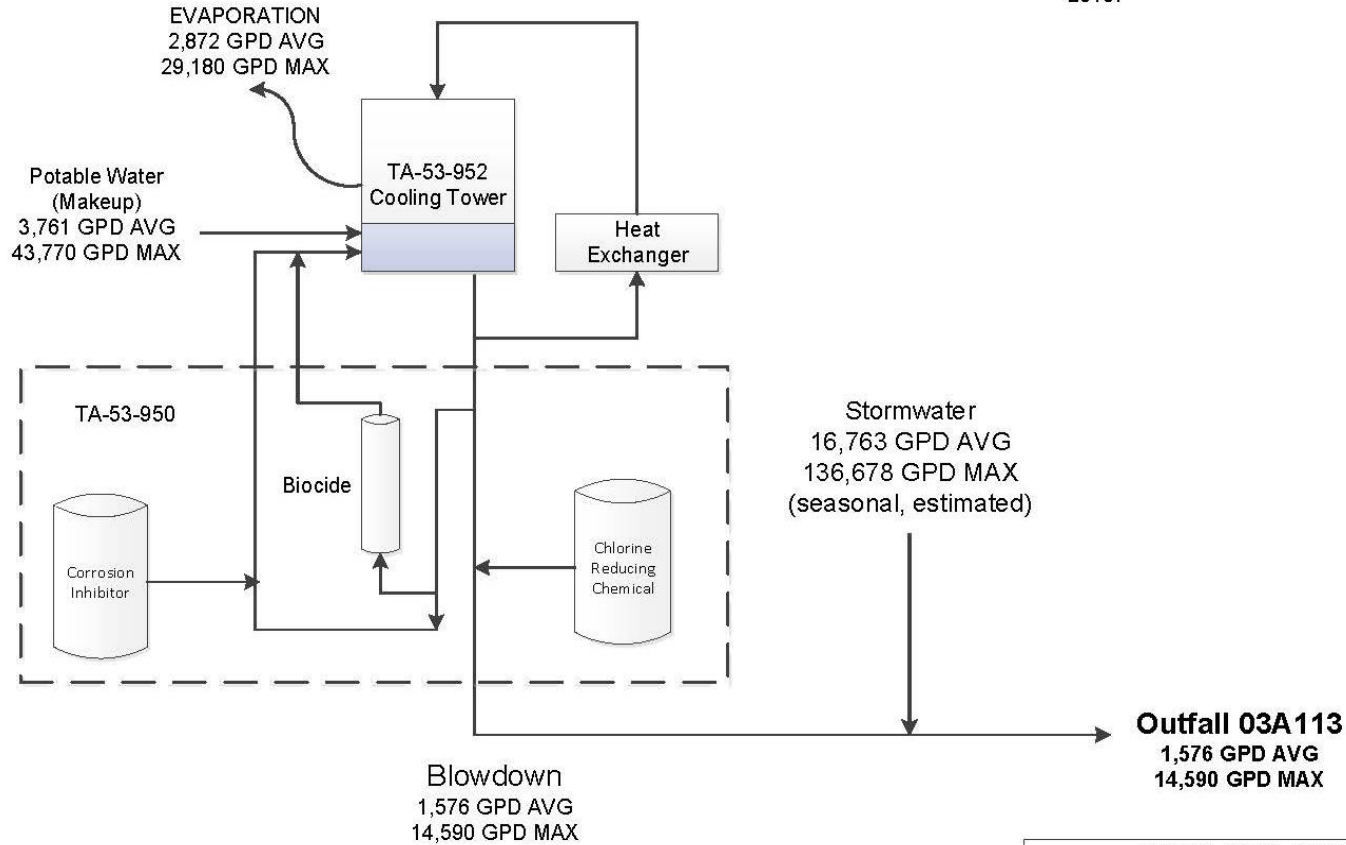 EVAPORATION
2,872 GPD AVG
29,180 GPD MAX
TA-53-952
Cooling Tower
Potable Water
(Makeup)
3,761 GPD AVG
43,770 GPD MAX
Heat
Exchanger
TA-53-950
Biocide
Corrosion
Inhibitor
Chlorine
Reducing
Chemical
Stormwater
16,763 GPD AVG
136,678 GPD MAX
(seasonal, estimated)
Outfall 03A113
1,576 GPD AVG
14,590 GPD MAX
Blowdown
1,576 GPD AVG
14,590 GPD MAX